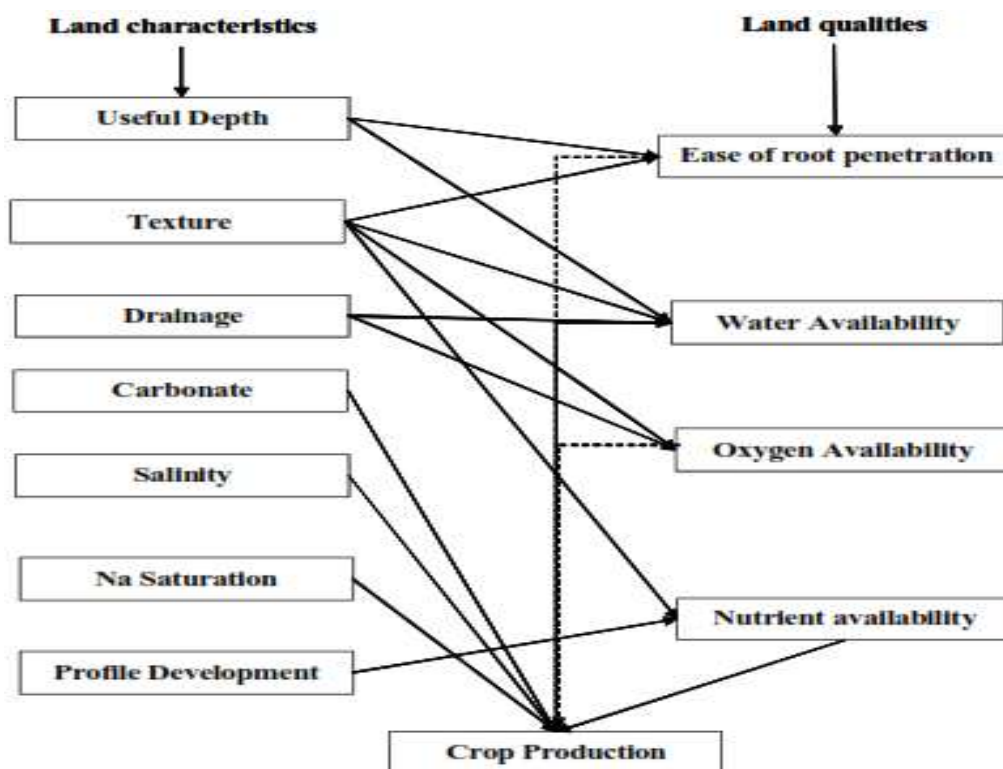 Land characteristics
Land qualities
Useful Depth
Ease of root penetration
Texture
Drainage
Water Availability
Carbonate
Oxygen Availability
Salinity
Na Saturation
Nutrient availability
Profile Development
Crop Production